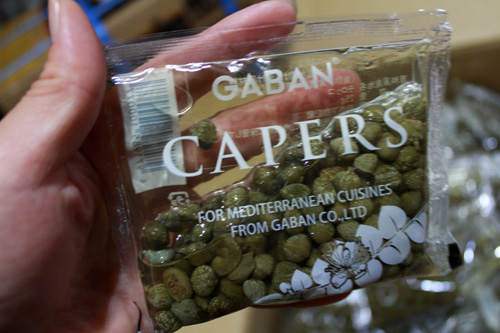 GABAN
CAPERS
FOR MEDITERRANEAN CUISINES
FROM GABAN CO.,LTD